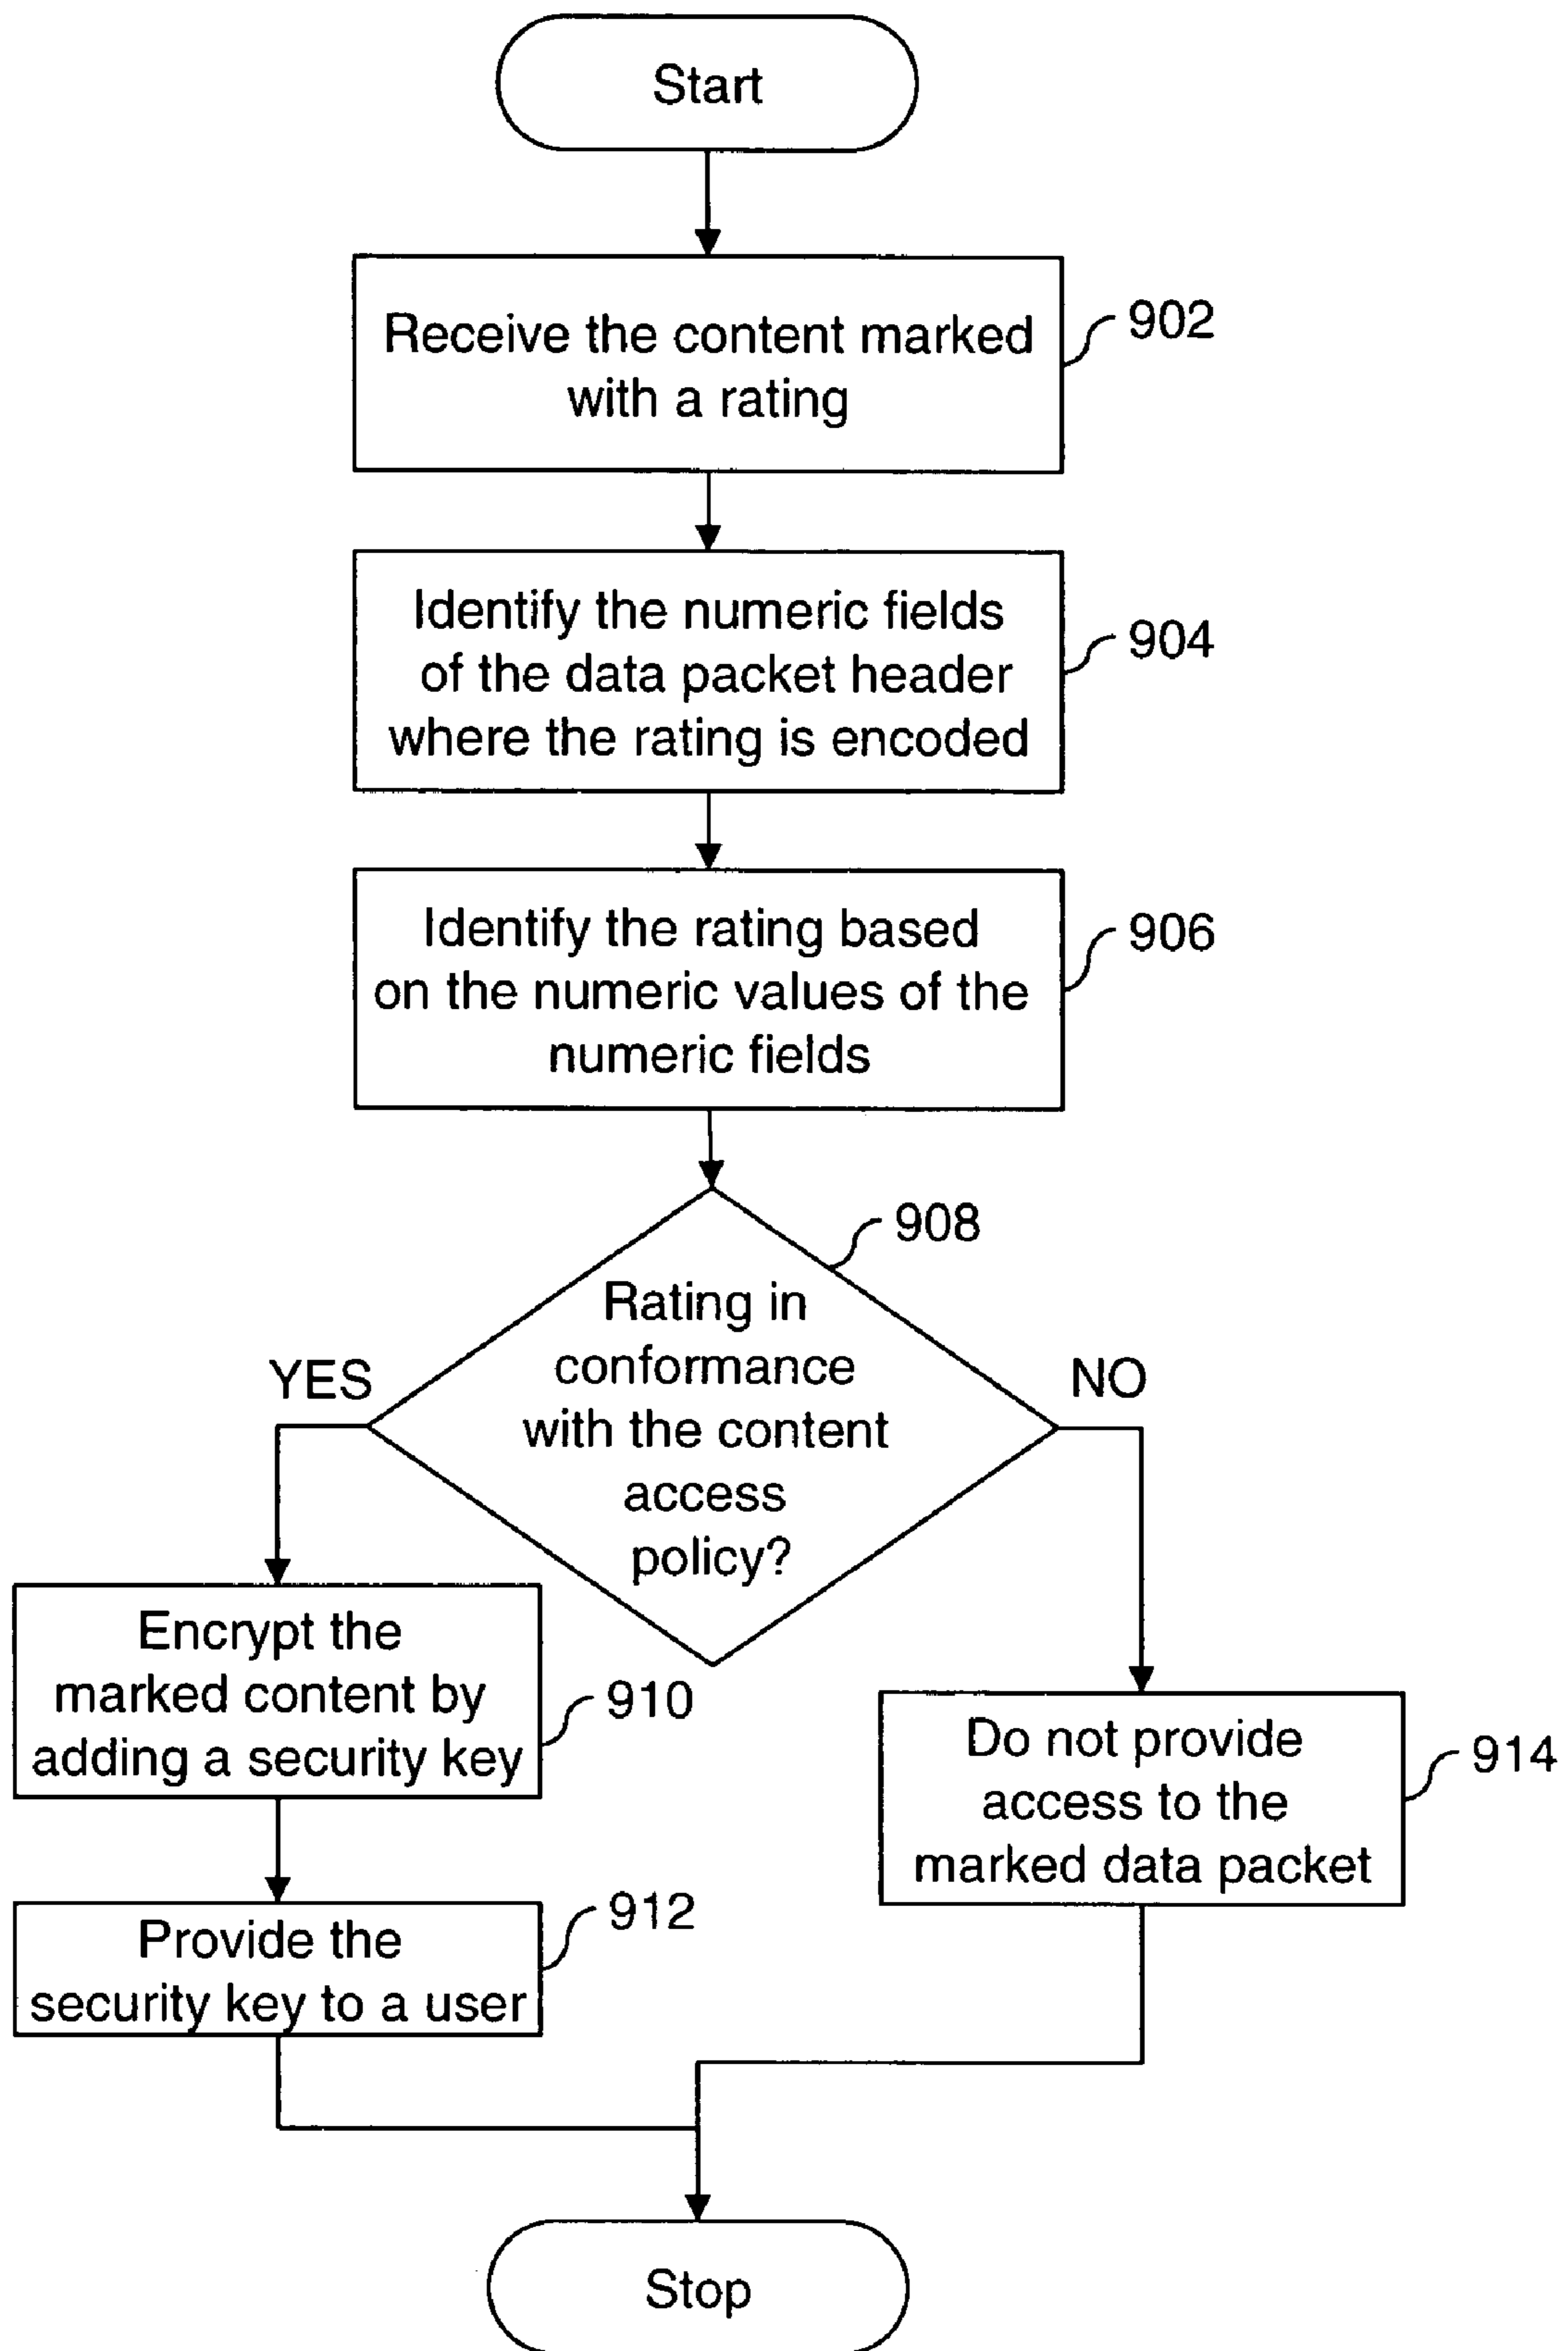 Start
Receive the content marked
with a rating
902
Identify the numeric fields
of the data packet header
where the rating is encoded
904
Identify the rating based
on the numeric values of the
numeric fields
906
908
Rating in
conformance
with the content
access
policy?
YES
NO
Encrypt the
marked content by
adding a security key
910
Do not provide
access to the
marked data packet
914
Provide the
security key to a user
912
Stop